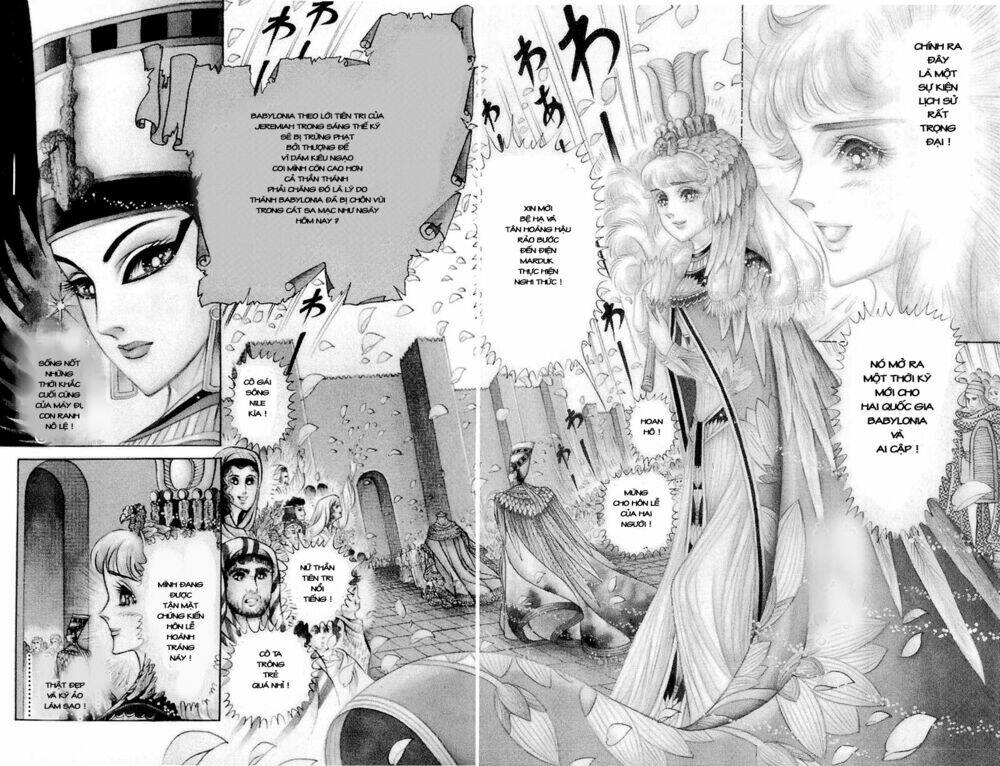 CHÍNH RA
ĐÂY
LÀ MỘT
SỰ KIỆN
LỊCH SỬ
RẤT
TRỌNG
ĐẠI !
わぁ
わあ
わ
NÓ MỞ RA
MỘT THỜI KỲ
MỚI CHO
HAI QUỐC GIA
BABYLONIA
VÀ
AI CẬP !
XIN MỜI
BỆ HẠ VÀ
TÂN HOÀNG HẬU
RẢO BƯỚC
ĐẾN ĐIỆN
MARDUK
THỰC HIỆN
NGHI THỨC !
HOAN
HÔ !
MỪNG
CHO HÔN LỄ
CỦA HAI
NGƯỜI !
BABYLONIA THEO LỜI TIÊN TRI CỦA
JEREMIAH TRONG SÁNG THẾ KÝ
SẼ BỊ TRỪNG PHẠT
BỞI THƯỢNG ĐẾ
VÌ DÁM KIÊU NGẠO
COI MÌNH CÒN CAO HƠN
CẢ THẦN THÁNH
PHẢI CHĂNG ĐÓ LÀ LÝ DO
THÀNH BABYLONIA ĐÃ BỊ CHÔN VÙI
TRONG CÁT SA MẠC NHƯ NGÀY
HÔM NAY ?
SỐNG NỐT
NHỮNG
THỜI KHẮC
CUỐI CÙNG
CỦA MÀY ĐI,
CON RANH
NÔ LỆ !
CÔ GÁI
SÔNG
NILE
KÌA !
NỮ THẦN
TIÊN TRI
NỔI
TIẾNG !
CÔ TA
TRÔNG
TRẺ
QUÁ NHỈ !
MÌNH ĐANG
ĐƯỢC
TẬN MẮT
CHỨNG KIẾN
HÔN LỄ
HOÀNH
TRÁNG
NÀY !
THẬT ĐẸP
VÀ KỲ ẢO
LÀM SAO !